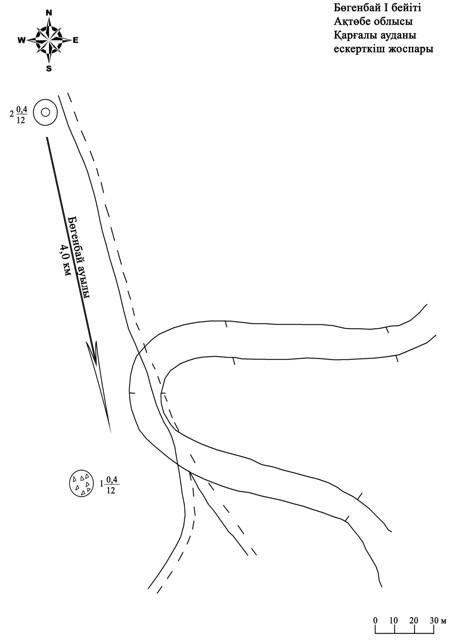 Бөгенбай I бейіті
Ақтөбе облысы
Қарғалы ауданы
ескерткіш жоспары
N
W E
S
2 0,4
12
Бөгенбай ауылы
4,0 км
1 0,4
12
0 10 20 30 м